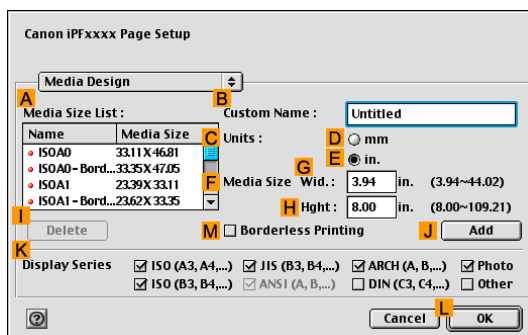 Canon iPFxxxx Page Setup
Media Design
A B
Media Size List : Custom Name : Untitled
Name Media Size C Units : D mm
ISOA0 33.11X46.81 E in.
ISOA0-Bord...33.35X47.05 G
ISOA1 23.39X33.11 F Media Size Wid.: 3.94 in. (3.94~44.02)
ISOA1-Bord...23.62X33.35 H Hght : 8.00 in. (8.00~109.21)
I Delete M Borderless Printing J Add
K
Display Series ISO (A3, A4,...) JIS (B3, B4,...) ARCH (A, B,...) Photo
ISO (B3, B4,...) ANSI (A, B,...) DIN (C3, C4,...) Other
L
? Cancel OK